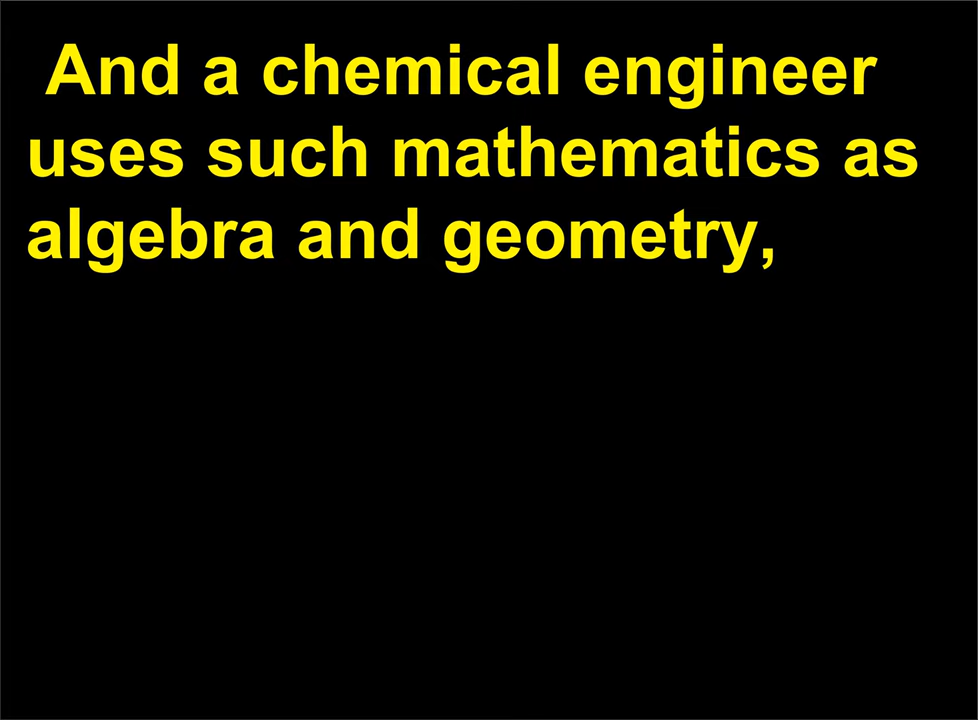 And a chemical engineer
uses such mathematics as
algebra and geometry,